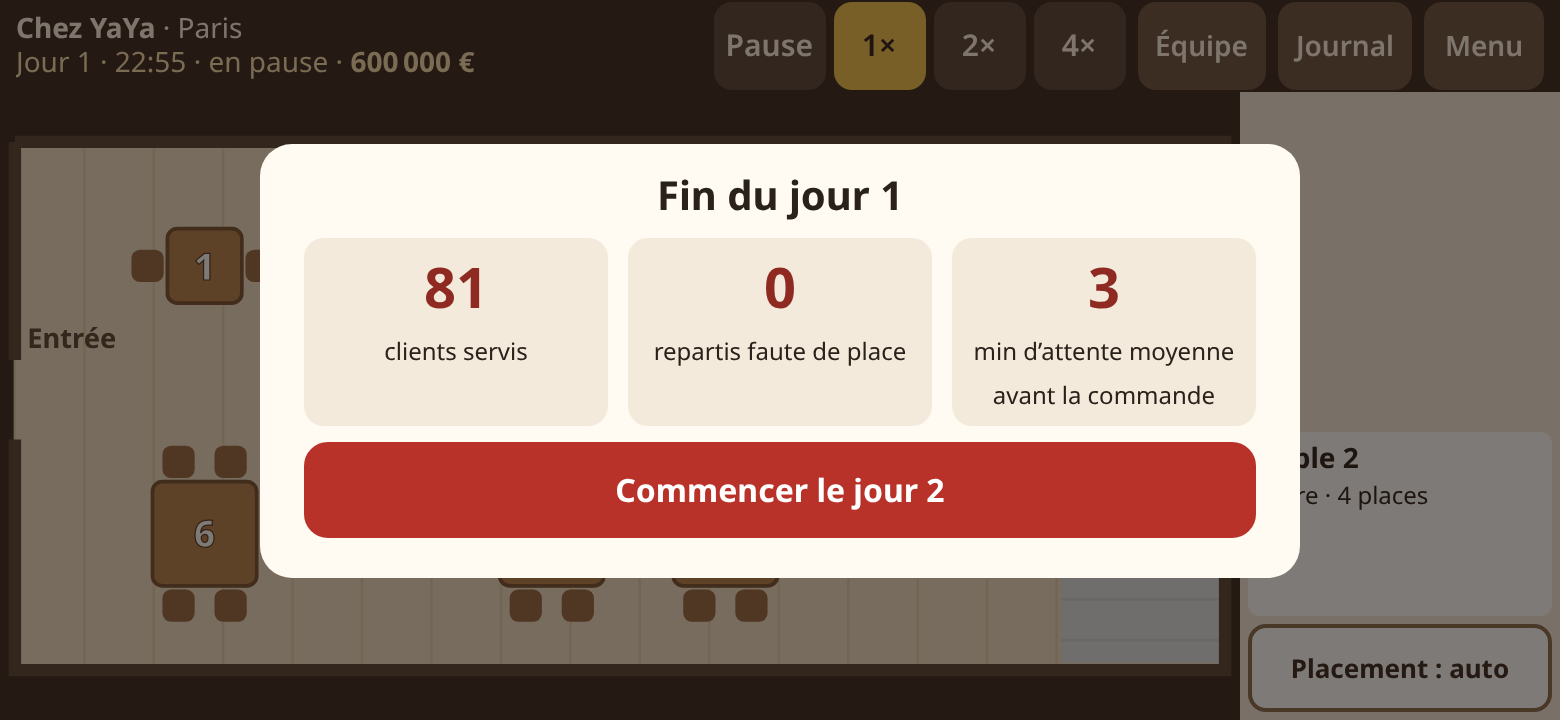 Chez YaYa · Paris
Jour 1 · 22:55 · en pause · 600 000 €
Pause
1×
2×
4×
Équipe
Journal
Menu
Fin du jour 1
81
clients servis
0
repartis faute de place
3
min d’attente moyenne
avant la commande
Commencer le jour 2
1
Entrée
6
2
· 4 places
Placement : auto